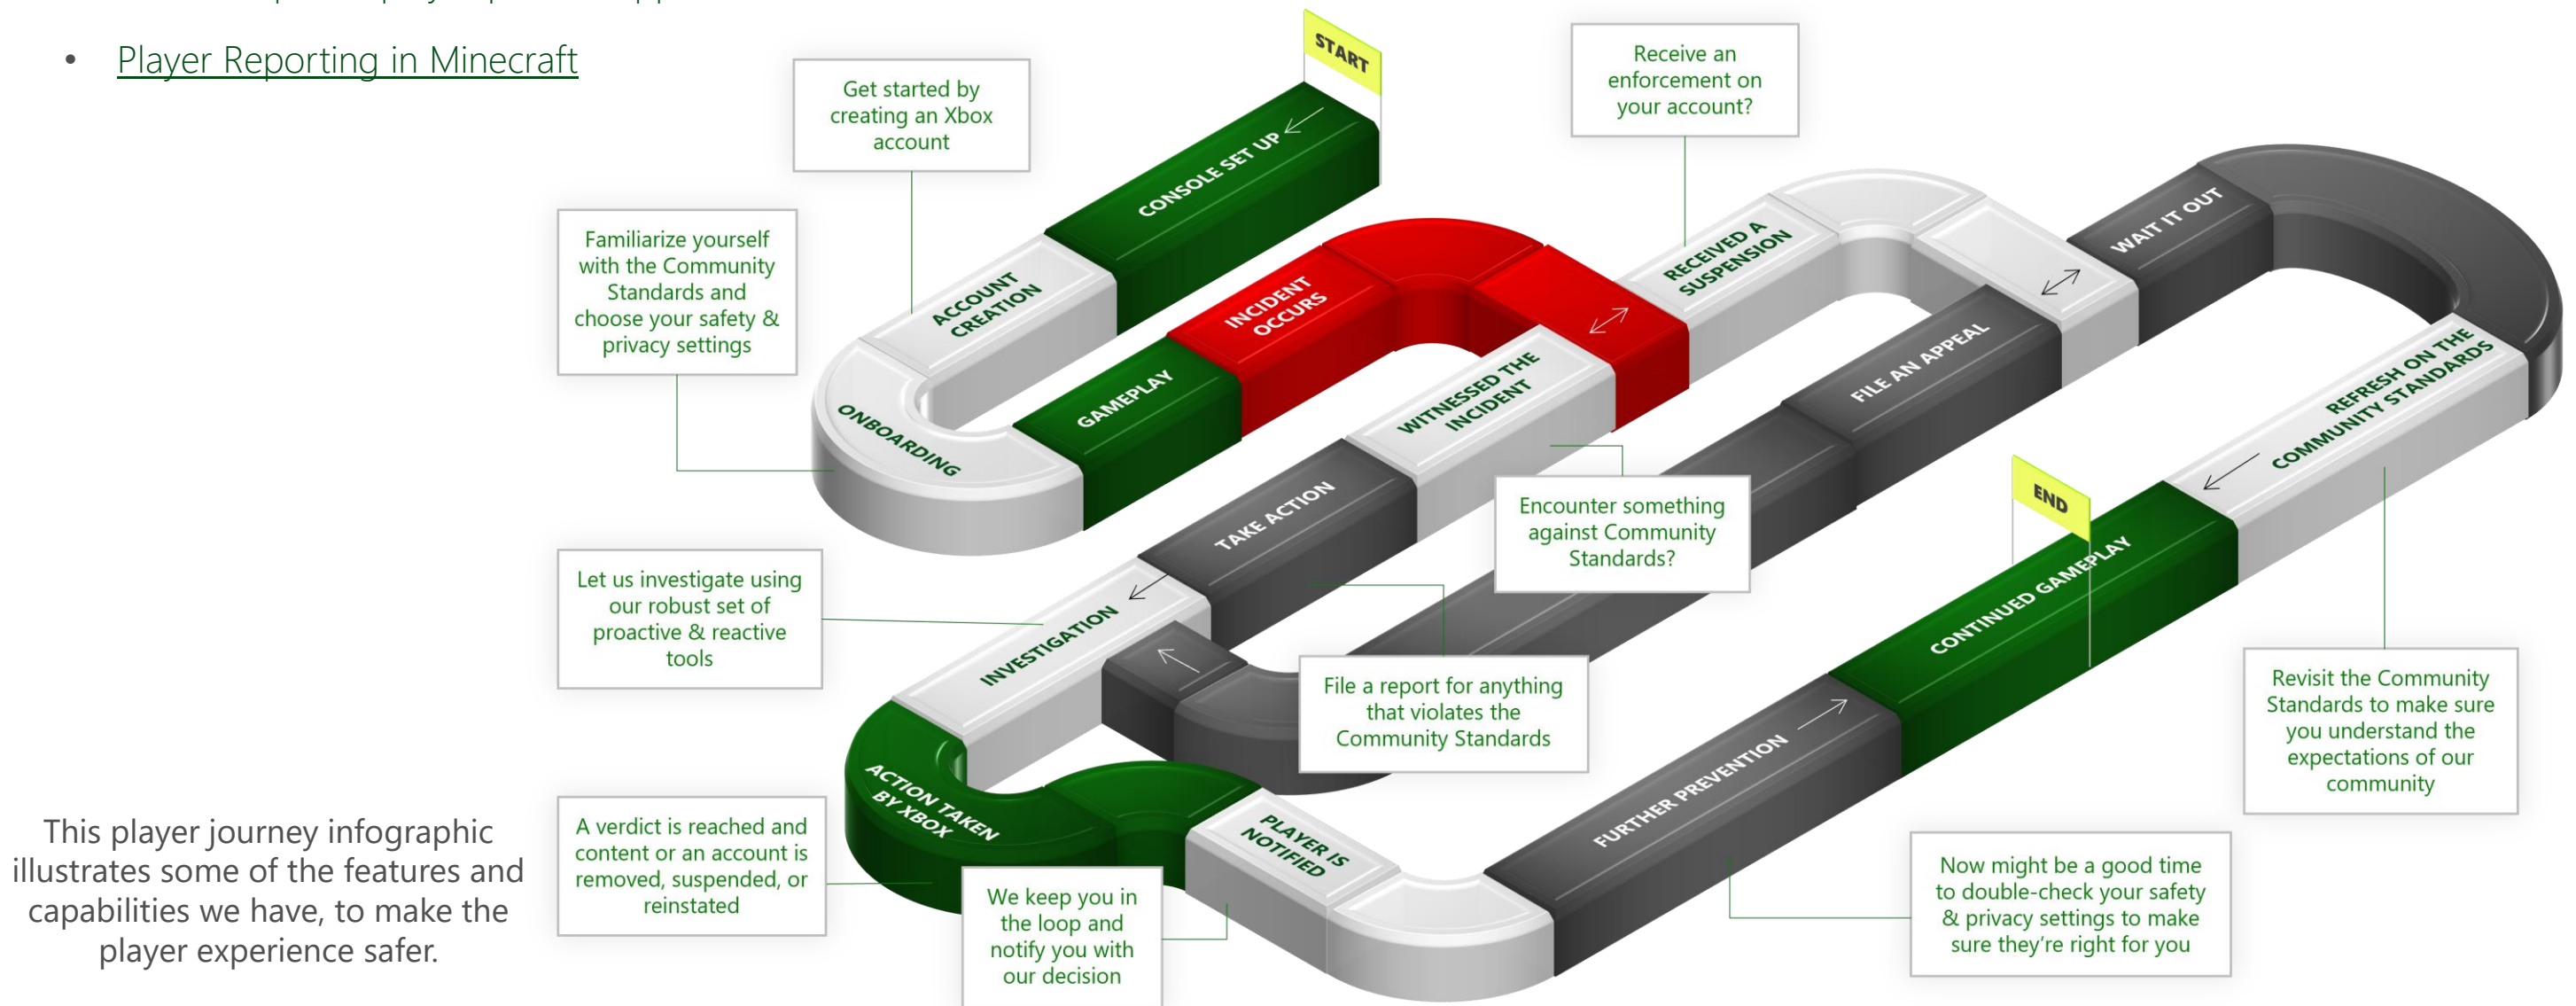 • Player Reporting in Minecraft
START
CONSOLE SET UP
Get started by
creating an Xbox
account
ACCOUNT
CREATION
Familiarize yourself
with the Community
Standards and
choose your safety &
privacy settings
ONBOARDING
GAMEPLAY
INCIDENT
OCCURS
Receive an
enforcement on
your account?
RECEIVED A
SUSPENSION
WAIT IT OUT
FILE AN APPEAL
REFRESH ON THE
COMMUNITY STANDARDS
Revisit the Community
Standards to make sure
you understand the
expectations of our
community
WITNESSED THE
INCIDENT
Encounter something
against Community
Standards?
TAKE ACTION
File a report for anything
that violates the
Community Standards
INVESTIGATION
Let us investigate using
our robust set of
proactive & reactive
tools
ACTION TAKEN
BY XBOX
A verdict is reached and
content or an account is
removed, suspended, or
reinstated
PLAYER IS
NOTIFIED
We keep you in
the loop and
notify you with
our decision
FURTHER PREVENTION
Now might be a good time
to double-check your safety
& privacy settings to make
sure they're right for you
CONTINUED GAMEPLAY
END
This player journey infographic
illustrates some of the features and
capabilities we have, to make the
player experience safer.